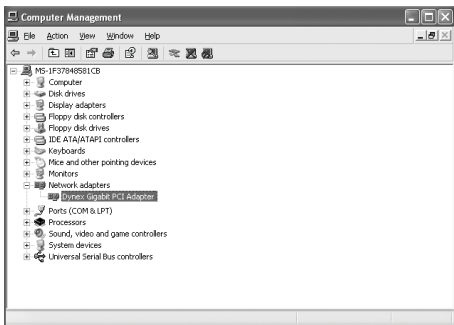 Computer Management
File Action View Window Help
MS-1F37848581CB
Computer
Disk drives
Display adapters
Floppy disk controllers
Floppy disk drives
IDE ATA/ATAPI controllers
Keyboards
Mice and other pointing devices
Monitors
Network adapters
Dynex Gigabit PCI Adapter
Ports (COM & LPT)
Processors
Sound, video and game controllers
System devices
Universal Serial Bus controllers